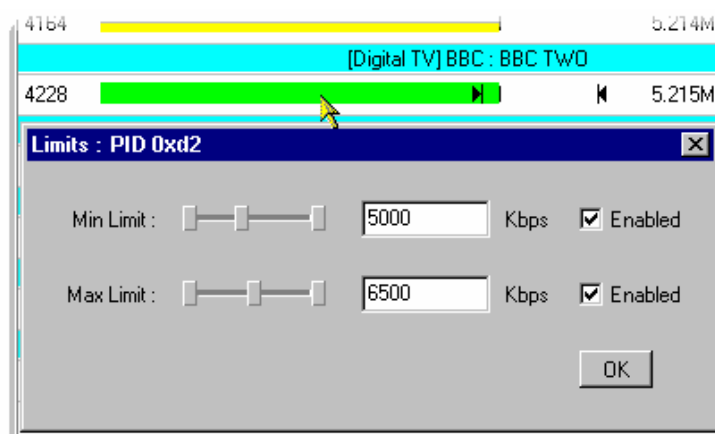 4164 5.214M
[Digital TV] BBC : BBC TWO
4228 5.215M
Limits : PID 0xd2
Min Limit : 5000 Kbps Enabled
Max Limit : 6500 Kbps Enabled
OK